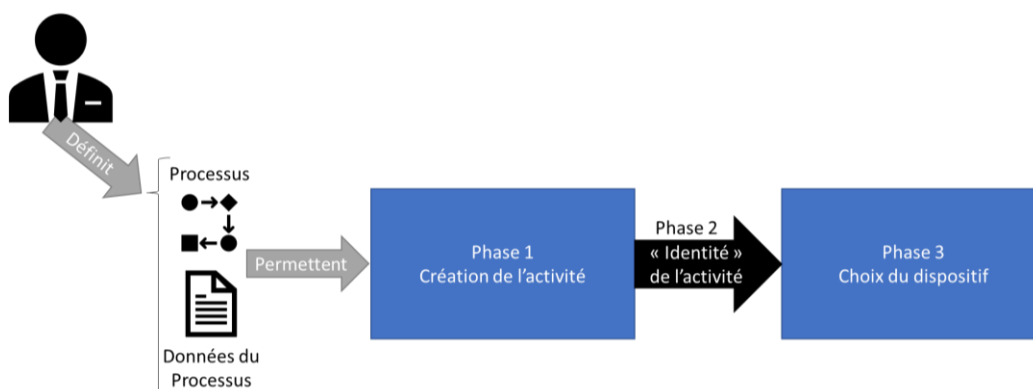 Définit
Processus
Données du
Processus
Permettent
Phase 1
Création de l'activité
Phase 2
« Identité »
de l'activité
Phase 3
Choix du dispositif